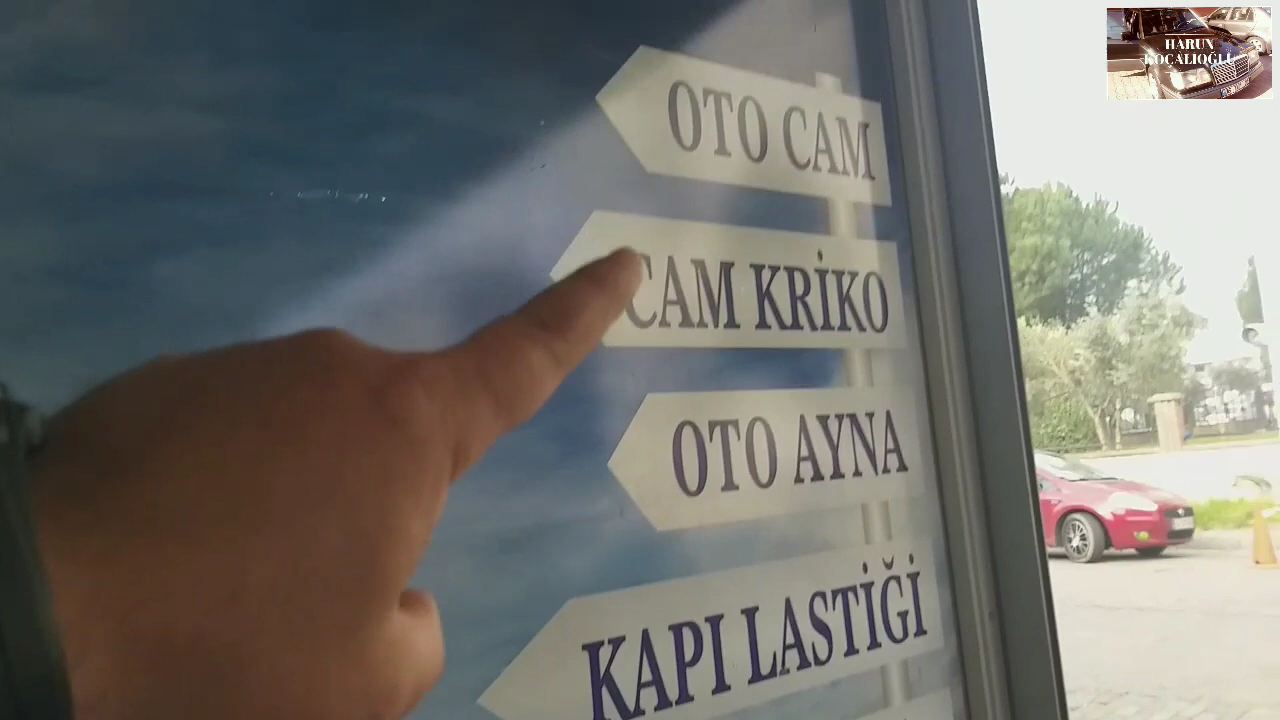 HARUN
KOCALIOĞLU
OTO CAM
CAM KRİKO
OTO AYNA
KAPI LASTİĞİ